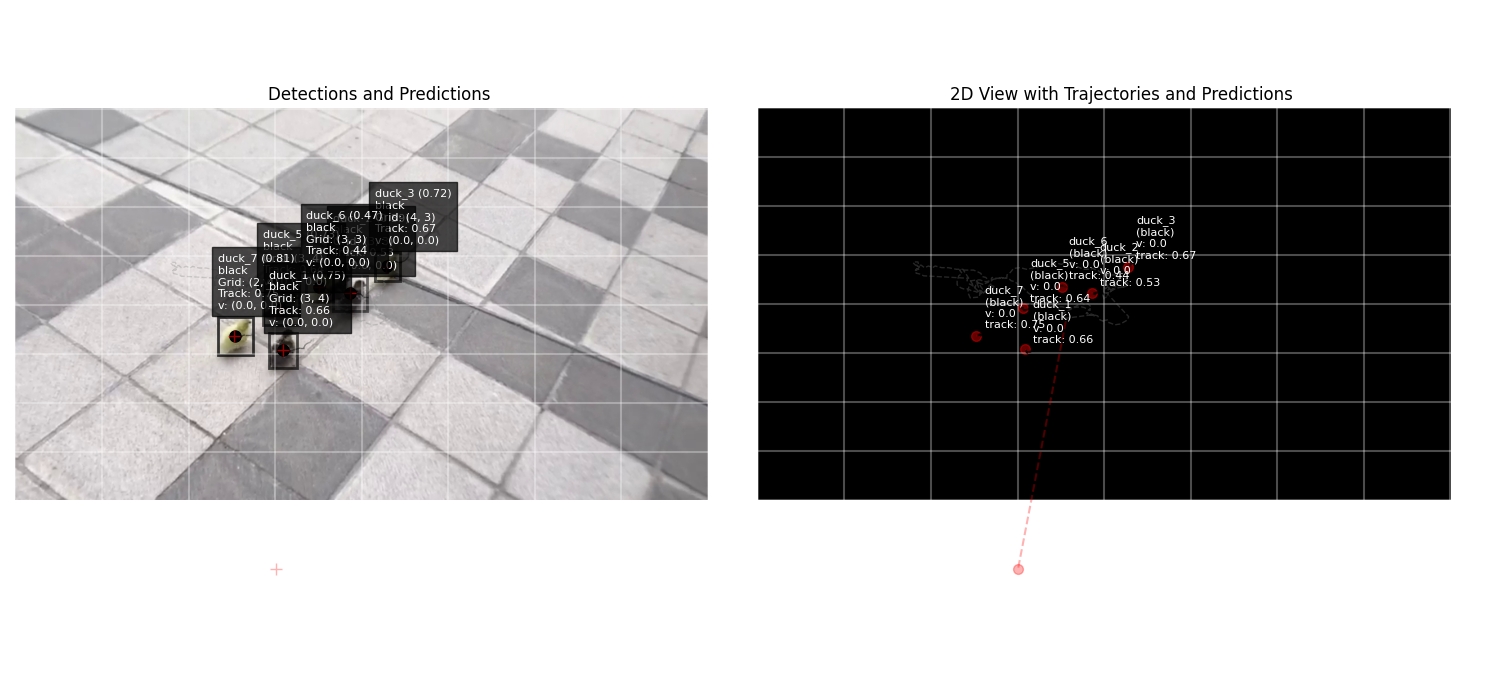 Detections and Predictions
duck_3 (0.72)
black
Grid: (4, 3)
Track: 0.67
v: (0.0, 0.0)
duck_6 (0.47)
black
Grid: (3, 3)
Track: 0.44
v: (0.0, 0.0)
duck_5
black
duck_7 (0.81)
black
Grid: (2,
Track: 0.
v: (0.0, 0
duck_1 (0.75)
black
Grid: (3, 4)
Track: 0.66
v: (0.0, 0.0)
2D View with Trajectories and Predictions
duck_3
(black)
v: 0.0
track: 0.67
duck_6
(black)
v: 0.0
track: 0.44
duck_2
(black)
v: 0.0
track: 0.53
duck_5
(black)
v: 0.0
track: 0.64
duck_7
(black)
v: 0.0
track: 0.75
duck_1
(black)
v: 0.0
track: 0.66